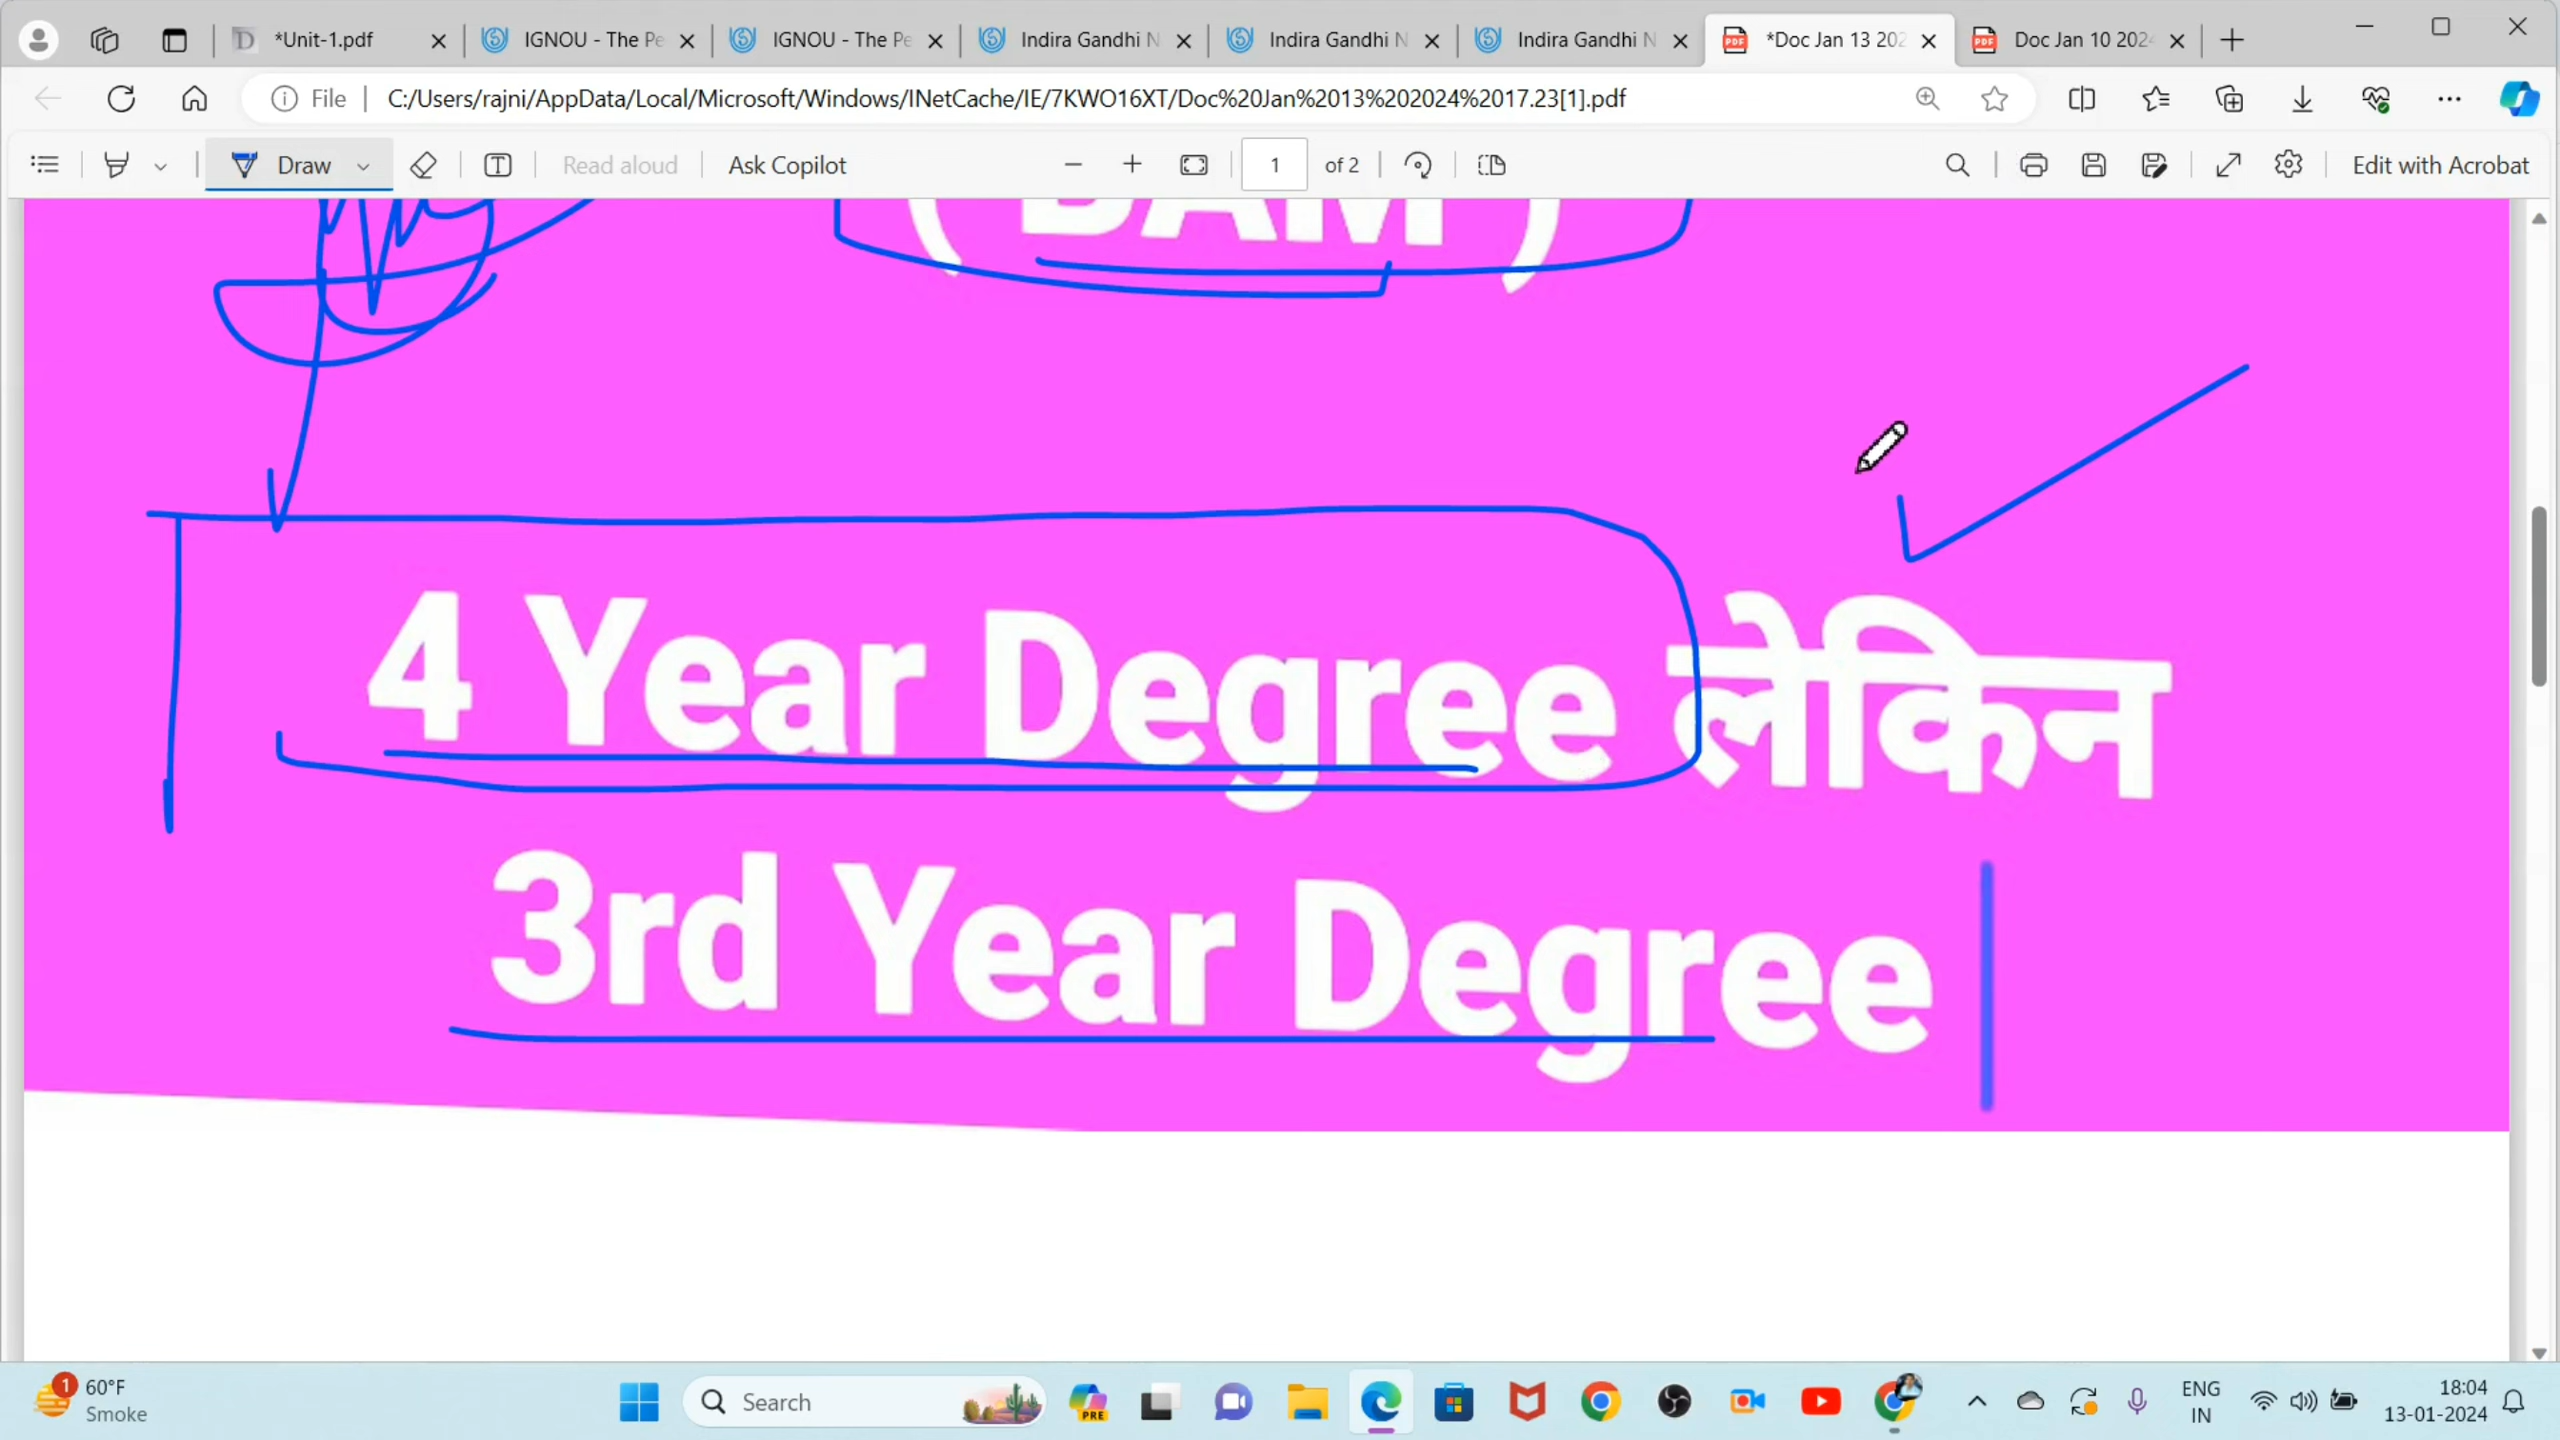 *Unit-1.pdf
IGNOU - The Pe
IGNOU - The Pe
Indira Gandhi N
Indira Gandhi N
Indira Gandhi N
*Doc Jan 13 202
Doc Jan 10 202
File
C:/Users/rajni/AppData/Local/Microsoft/Windows/INetCache/IE/7KWO16XT/Doc%20Jan%2013%202024%2017.23[1].pdf
Draw
Read aloud
Ask Copilot
1 of 2
Edit with Acrobat
( BAM )
4 Year Degree लेकिन
3rd Year Degree
1
60°F
Smoke
Search
PRE
ENG
IN
18:04
13-01-2024